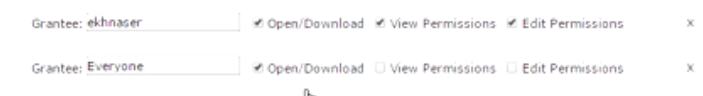 Grantee: ekhnaser Open/Download View Permissions Edit Permissions x
Grantee: Everyone Open/Download View Permissions Edit Permissions x